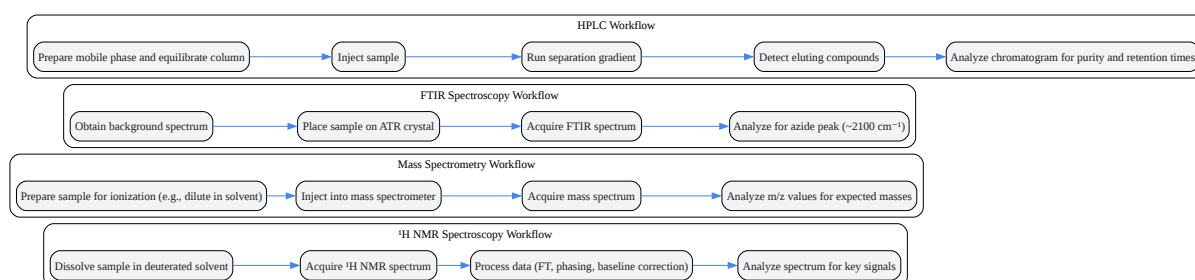 HPLC Workflow
Prepare mobile phase and equilibrate column
Inject sample
Run separation gradient
Detect eluting compounds
Analyze chromatogram for purity and retention times
FTIR Spectroscopy Workflow
Obtain background spectrum
Place sample on ATR crystal
Acquire FTIR spectrum
Analyze for azide peak (~2100 cm⁻¹)
Mass Spectrometry Workflow
Prepare sample for ionization (e.g., dilute in solvent)
Inject into mass spectrometer
Acquire mass spectrum
Analyze m/z values for expected masses
¹H NMR Spectroscopy Workflow
Dissolve sample in deuterated solvent
Acquire ¹H NMR spectrum
Process data (FT, phasing, baseline correction)
Analyze spectrum for key signals